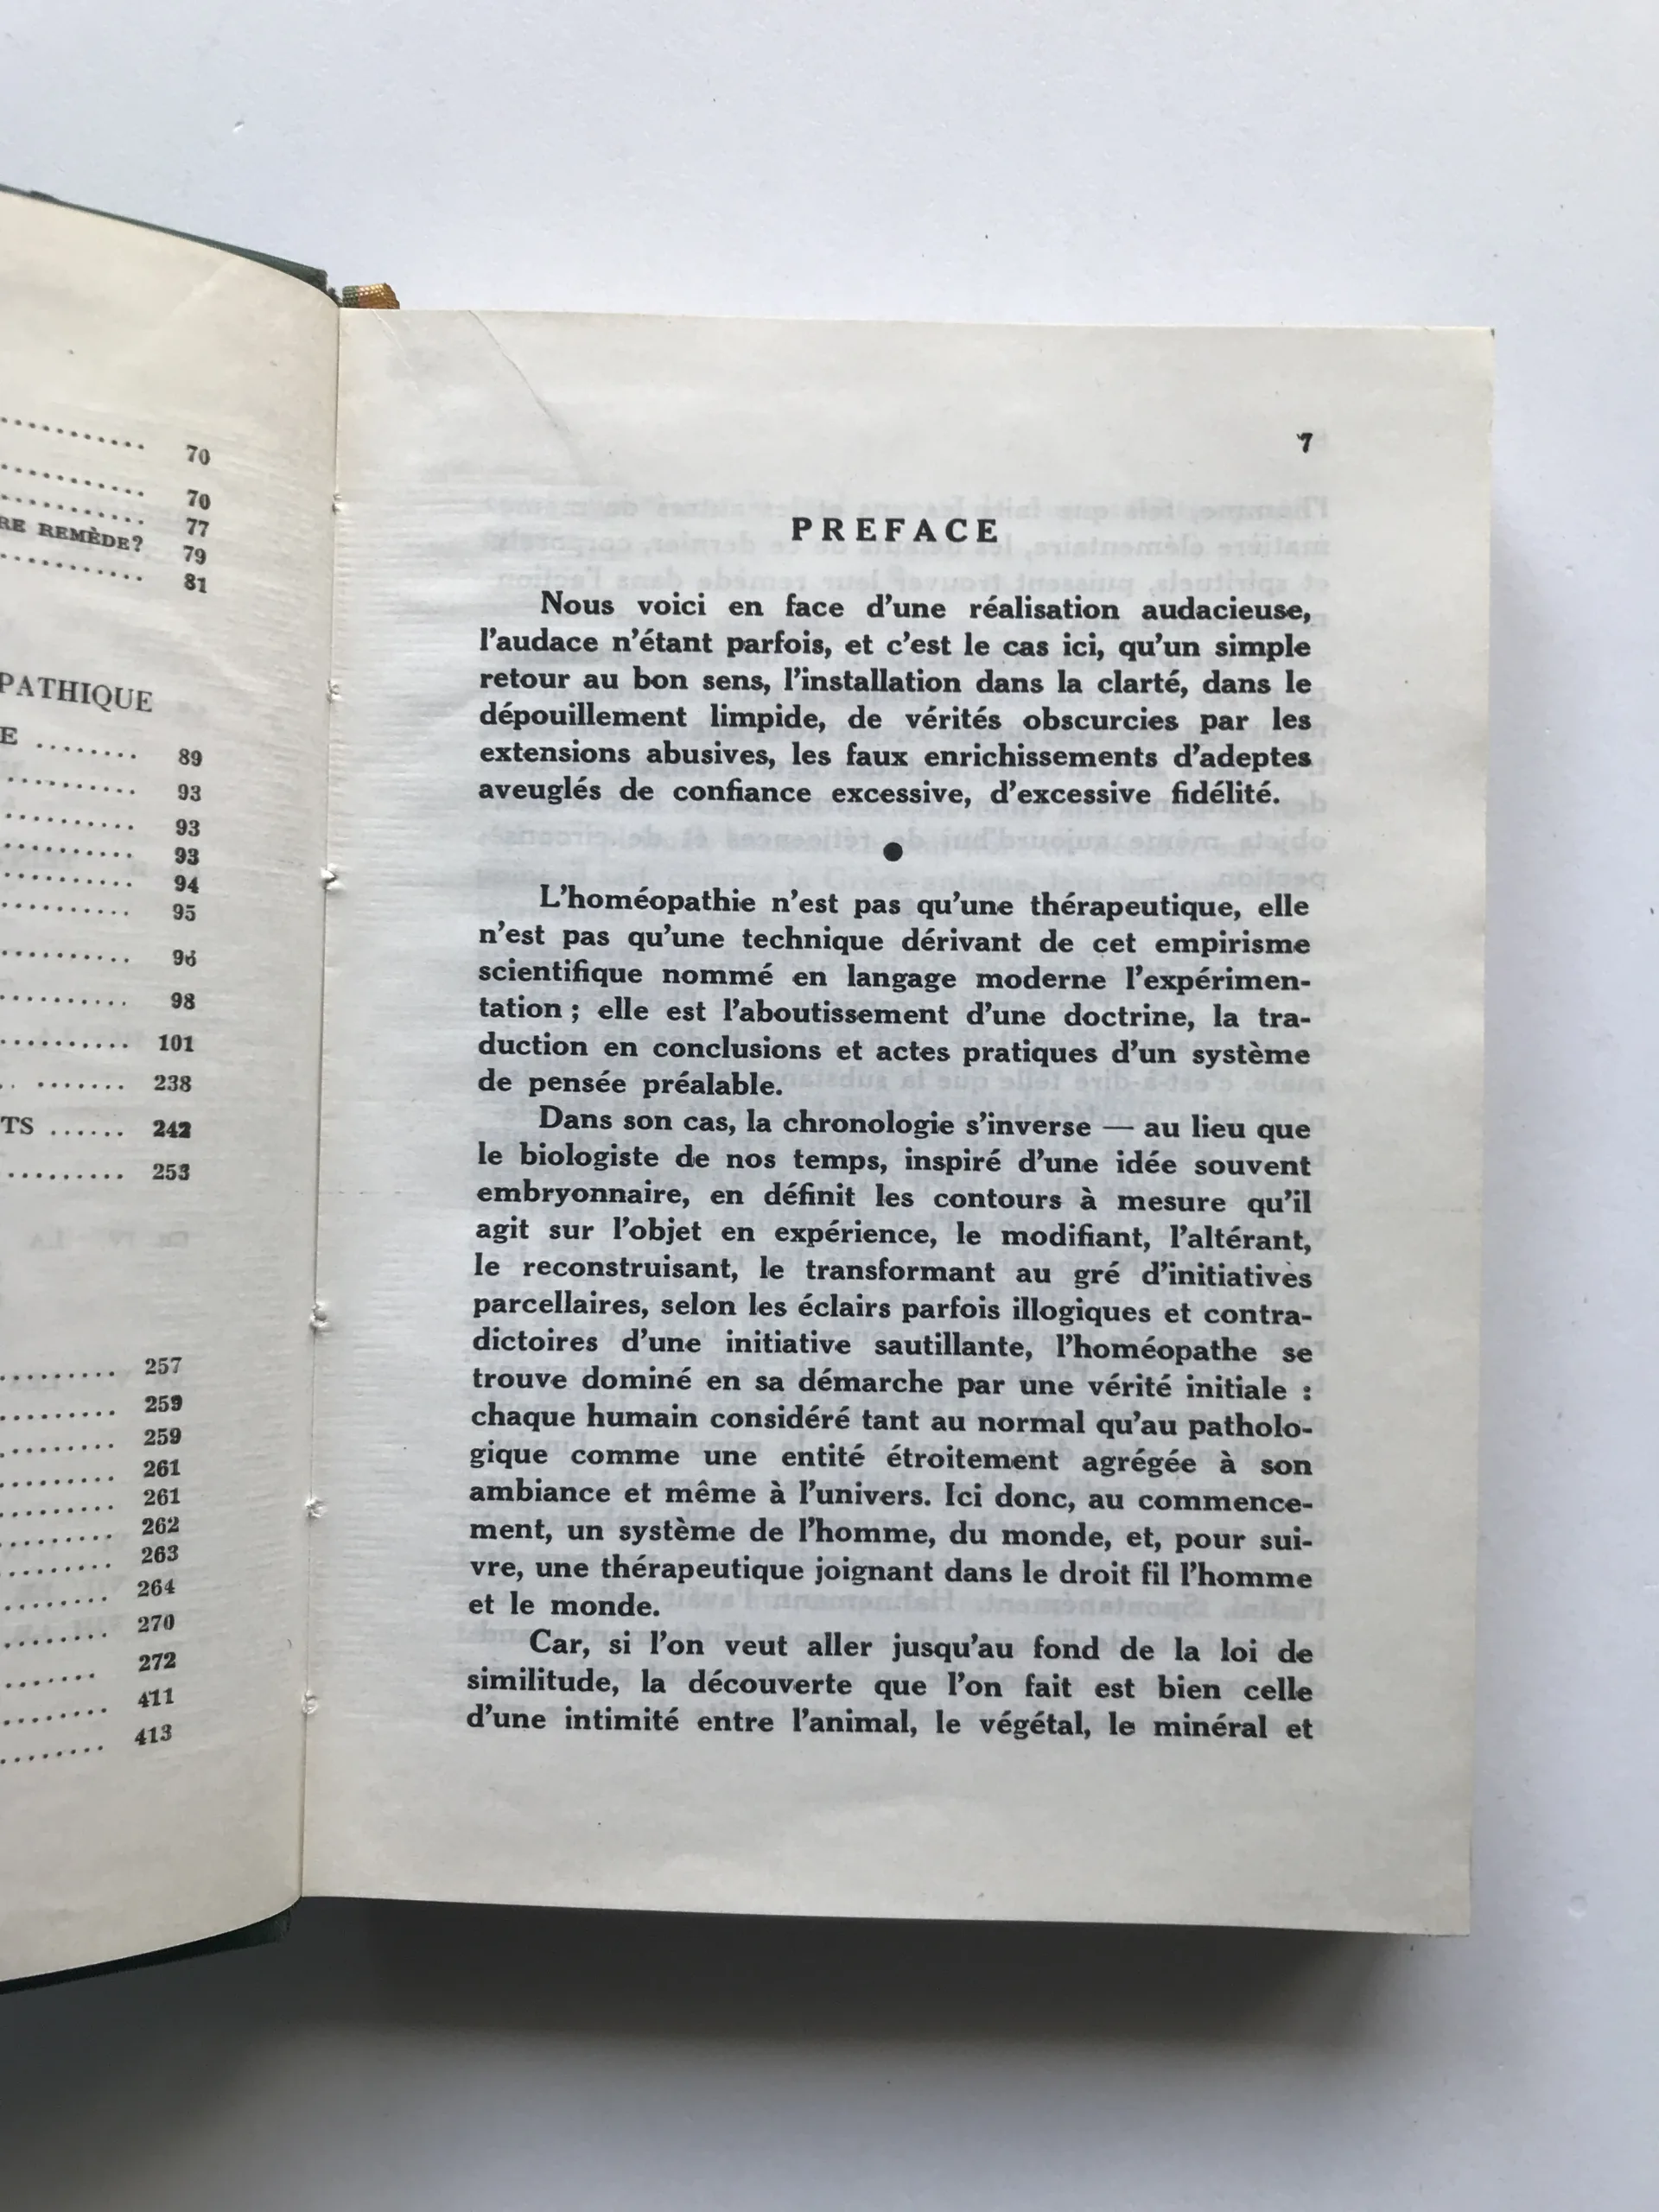 70
70
77
RE REMÈDE? 79
81
PATHIQUE
E ........ 89
93
93
93
94
95
96
98
101
238
TS ...... 242
253
257
259
259
261
261
262
263
264
270
272
411
413
7
PREFACE
Nous voici en face d'une réalisation audacieuse,
l'audace n'étant parfois, et c'est le cas ici, qu'un simple
retour au bon sens, l'installation dans la clarté, dans le
dépouillement limpide, de vérités obscurcies par les
extensions abusives, les faux enrichissements d'adeptes
aveuglés de confiance excessive, d'excessive fidélité.
●
L'homéopathie n'est pas qu'une thérapeutique, elle
n'est pas qu'une technique dérivant de cet empirisme
scientifique nommé en langage moderne l'expérimen-
tation ; elle est l'aboutissement d'une doctrine, la tra-
duction en conclusions et actes pratiques d'un système
de pensée préalable.
Dans son cas, la chronologie s'inverse — au lieu que
le biologiste de nos temps, inspiré d'une idée souvent
embryonnaire, en définit les contours à mesure qu'il
agit sur l'objet en expérience, le modifiant, l'altérant,
le reconstruisant, le transformant au gré d'initiatives
parcellaires, selon les éclairs parfois illogiques et contra-
dictoires d'une initiative sautillante, l'homéopathe se
trouve dominé en sa démarche par une vérité initiale :
chaque humain considéré tant au normal qu'au patholo-
gique comme une entité étroitement agrégée à son
ambiance et même à l'univers. Ici donc, au commence-
ment, un système de l'homme, du monde, et, pour sui-
vre, une thérapeutique joignant dans le droit fil l'homme
et le monde.
Car, si l'on veut aller jusqu'au fond de la loi de
similitude, la découverte que l'on fait est bien celle
d'une intimité entre l'animal, le végétal, le minéral et